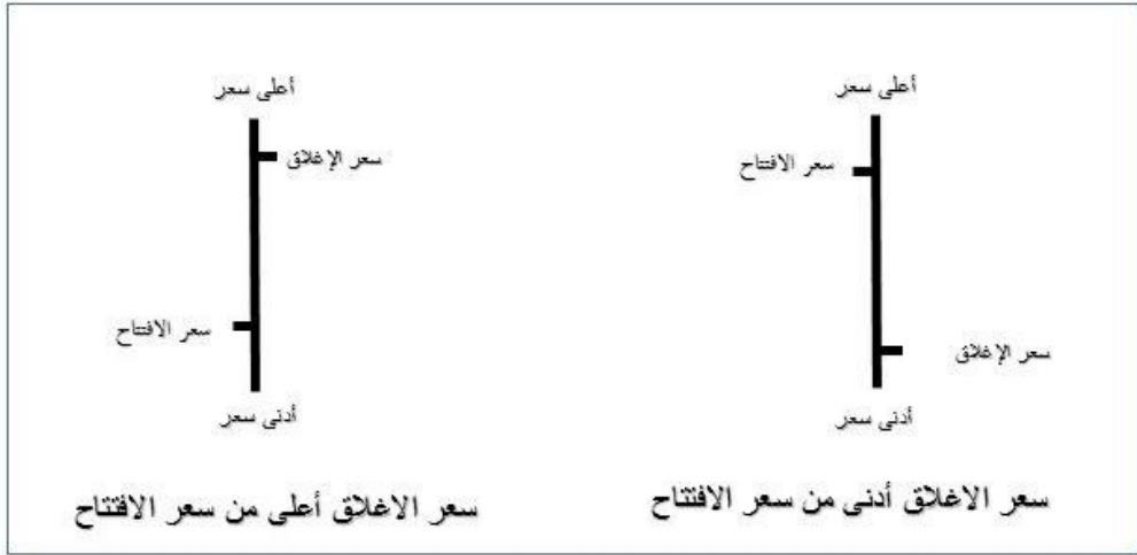 أعلى سعر
سعر الافتتاح
سعر الإغلاق
أدنى سعر
سعر الاغلاق أدنى من سعر الافتتاح
أعلى سعر
سعر الإغلاق
سعر الافتتاح
أدنى سعر
سعر الاغلاق أعلى من سعر الافتتاح